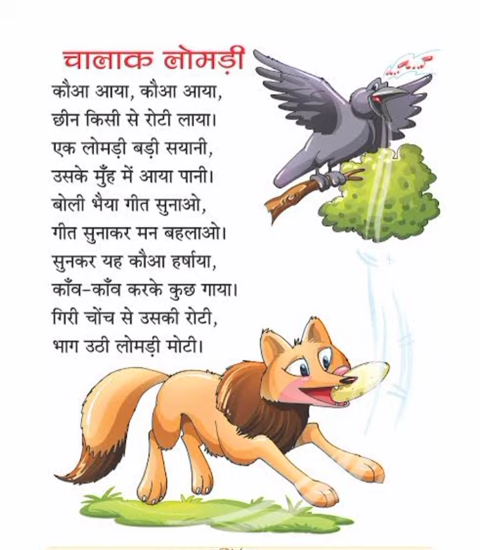 चालाक लोमड़ी
कौआ आया, कौआ आया,
छीन किसी से रोटी लाया।
एक लोमड़ी बड़ी सयानी,
उसके मुँह में आया पानी।
बोली भैया गीत सुनाओ,
गीत सुनाकर मन बहलाओ।
सुनकर यह कौआ हर्षाया,
काँव-काँव करके कुछ गाया।
गिरी चोंच से उसकी रोटी,
भाग उठी लोमड़ी मोटी।